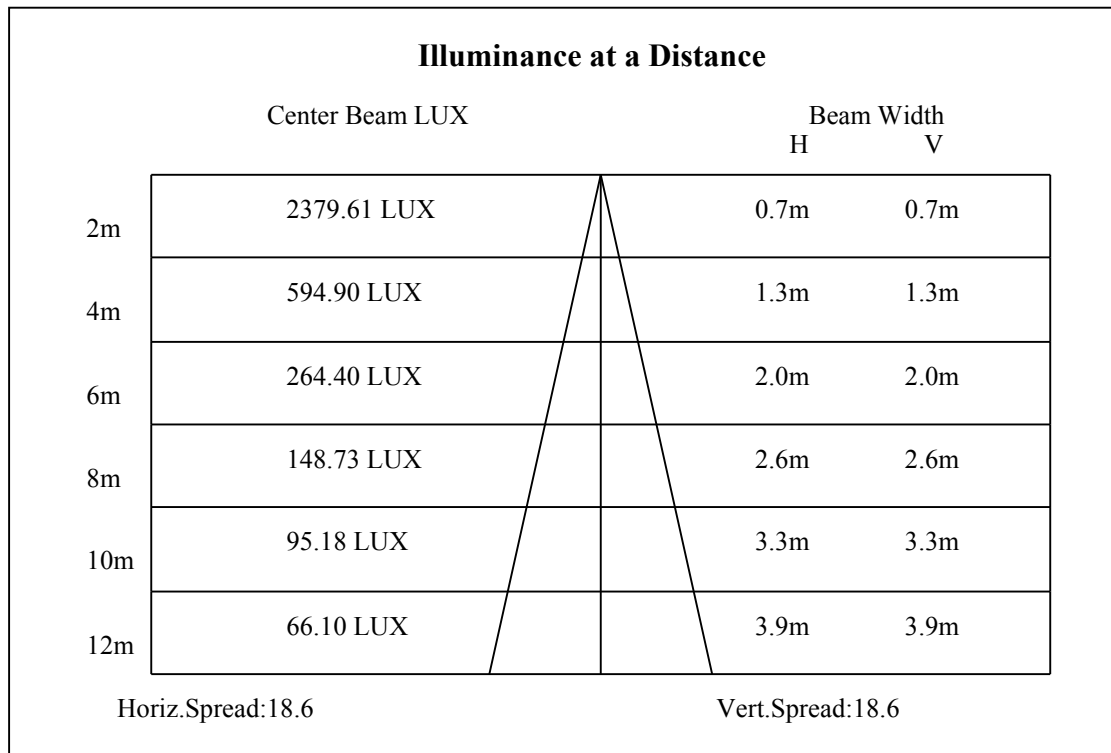 Illuminance at a Distance
Center Beam LUX Beam Width
H V
2m 2379.61 LUX 0.7m 0.7m
4m 594.90 LUX 1.3m 1.3m
6m 264.40 LUX 2.0m 2.0m
8m 148.73 LUX 2.6m 2.6m
10m 95.18 LUX 3.3m 3.3m
12m 66.10 LUX 3.9m 3.9m
Horiz.Spread:18.6 Vert.Spread:18.6